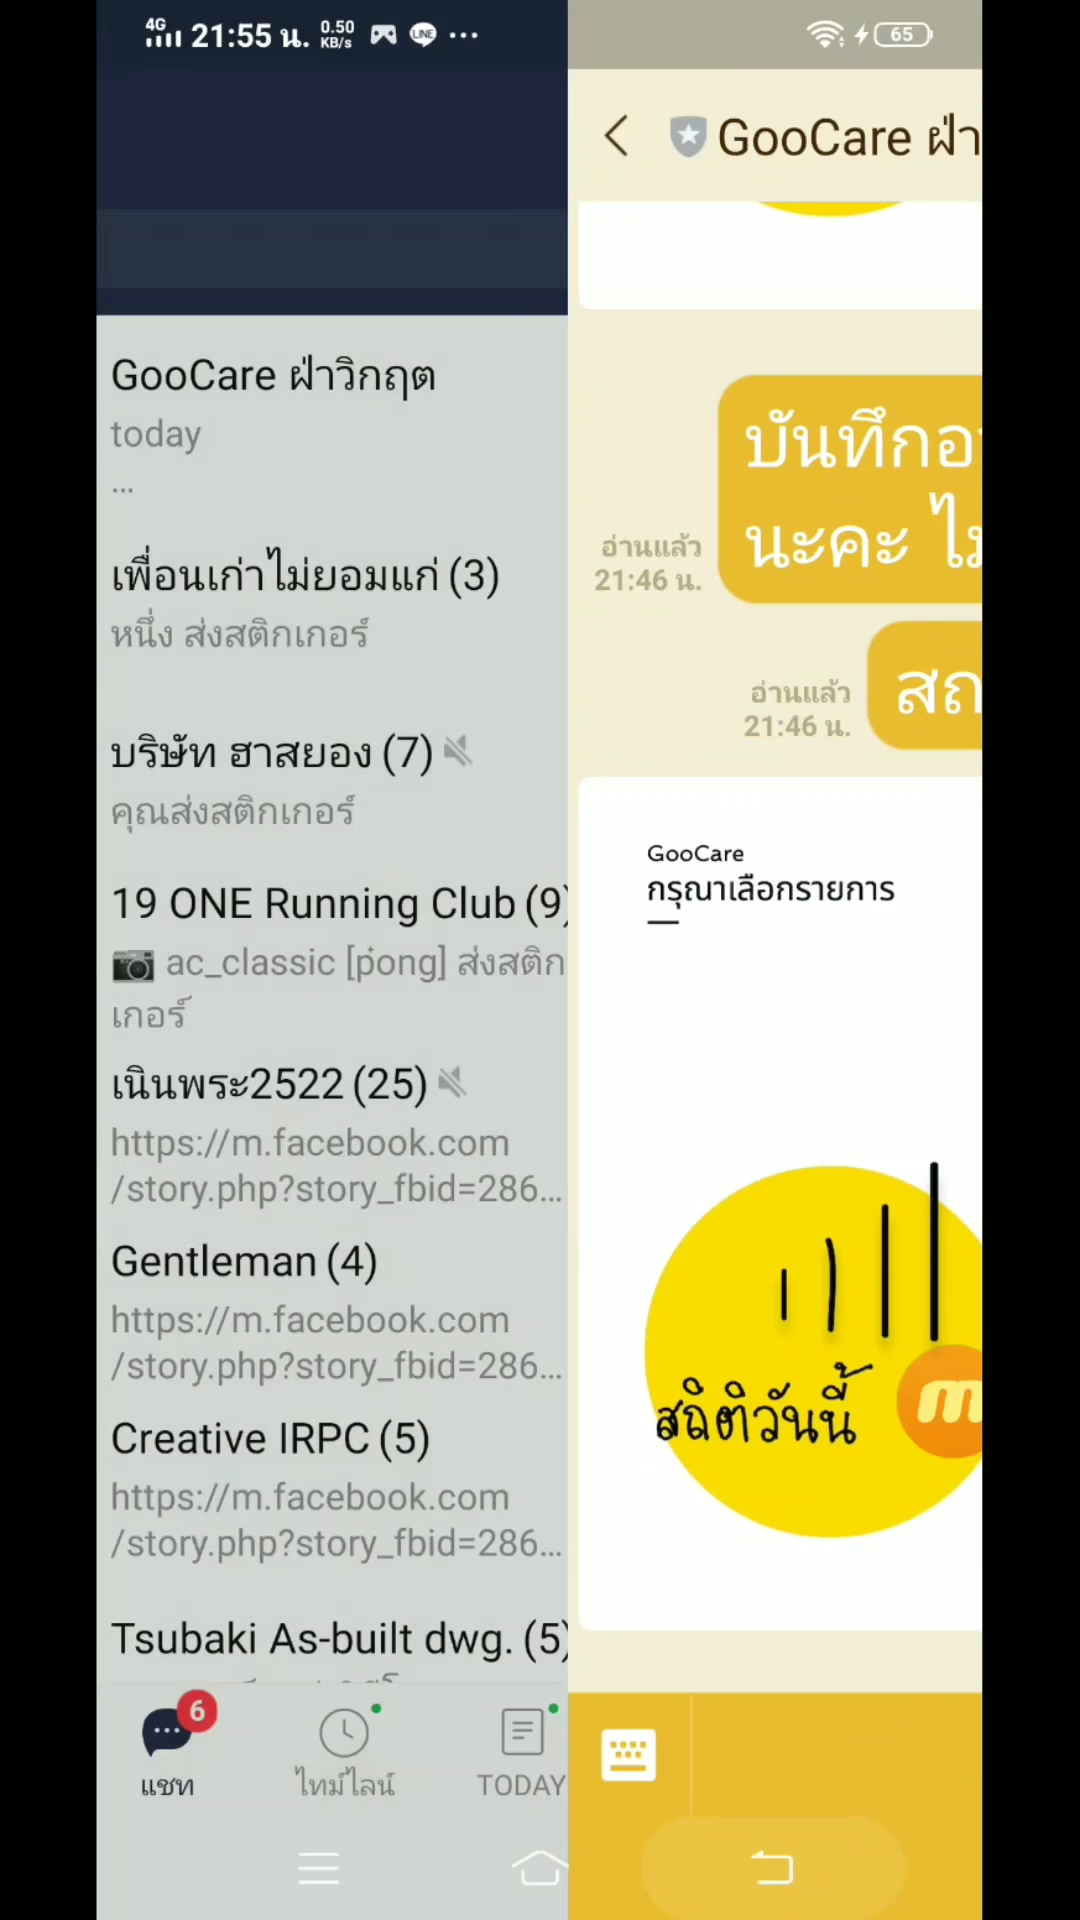 4G 21:55 น. 0.50 KB/s LINE ...
65
GooCare ฝ่าวิกฤต
today
...
เพื่อนเก่าไม่ยอมแก่ (3)
หนึ่ง ส่งสติกเกอร์
บริษัท ฮาสยอง (7)
คุณส่งสติกเกอร์
19 ONE Running Club (9)
ac_classic [p๋ong] ส่งสติก
เกอร์
เนินพระ2522 (25)
https://m.facebook.com
/story.php?story_fbid=286...
Gentleman (4)
https://m.facebook.com
/story.php?story_fbid=286...
Creative IRPC (5)
https://m.facebook.com
/story.php?story_fbid=286...
Tsubaki As-built dwg. (5)
6
แชท
ไทม์ไลน์
TODAY
GooCare ฝ่า
บันทึกอา
นะคะ ไม
อ่านแล้ว
21:46 น.
สถ
อ่านแล้ว
21:46 น.
GooCare
กรุณาเลือกรายการ
สถิติวันนี้
m